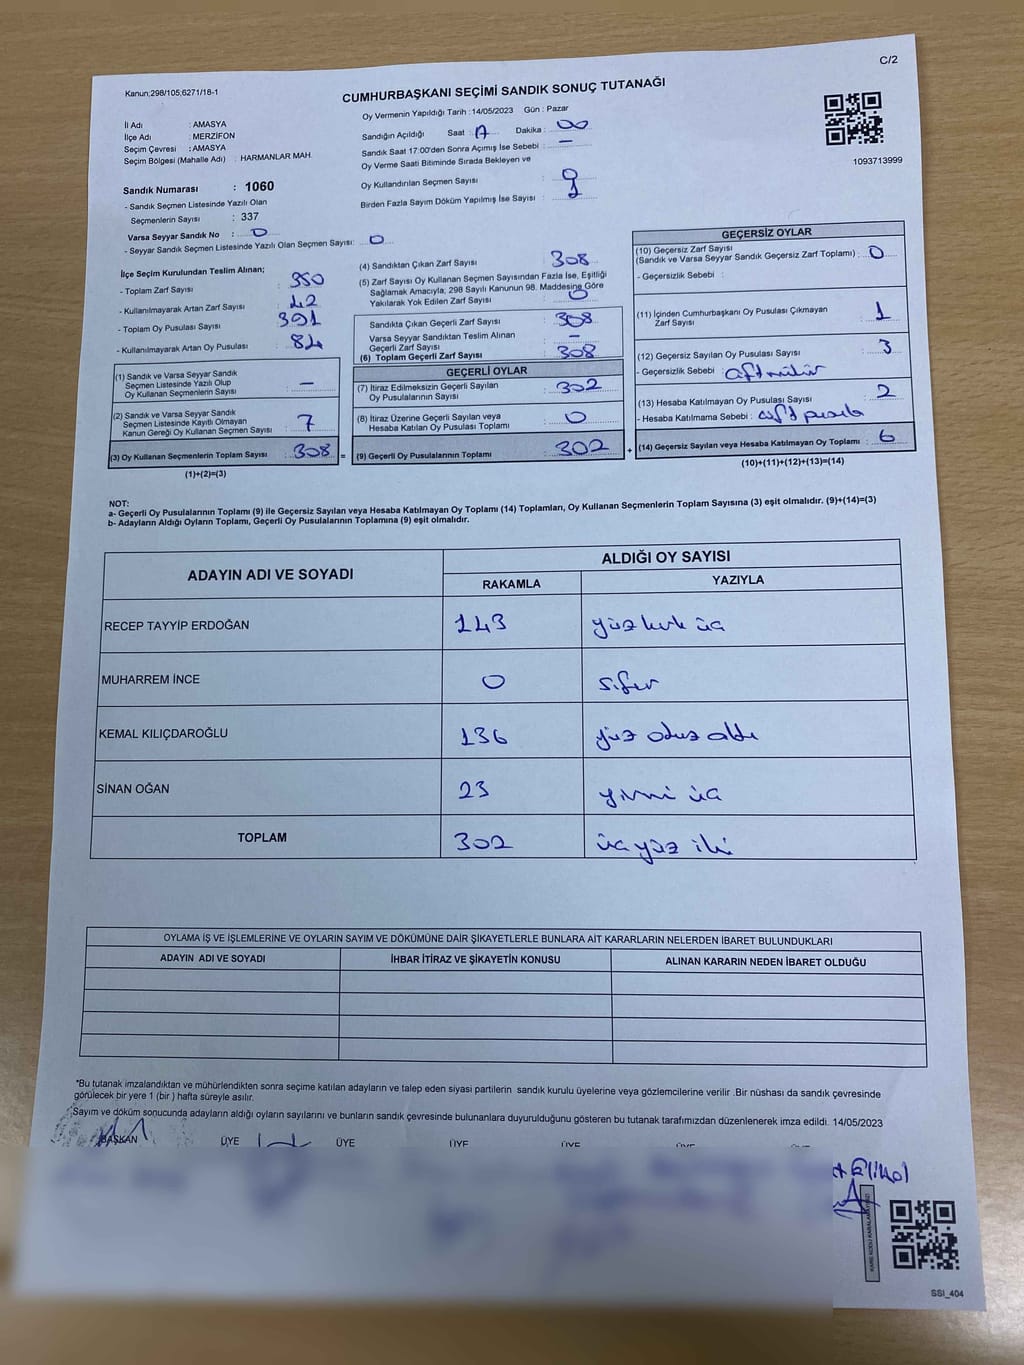 C/2
Kanun;298/105,6271/18-1
CUMHURBAŞKANI SEÇİMİ SANDIK SONUÇ TUTANAĞI
Oy Vermenin Yapıldığı Tarih :14/05/2023 Gün : Pazar
1093713999
İl Adı : AMASYA
İlçe Adı : MERZİFON
Seçim Çevresi : AMASYA
Seçim Bölgesi (Mahalle Adı) : HARMANLAR MAH.
Sandığın Açıldığı Saat : Dakika : 00
Sandık Saat 17:00'den Sonra Açımış İse Sebebi : –
Oy Verme Saati Bitiminde Sırada Bekleyen ve
Oy Kullandırılan Seçmen Sayısı :
Birden Fazla Sayım Döküm Yapılmış İse Sayısı :
Sandık Numarası : 1060
- Sandık Seçmen Listesinde Yazılı Olan
Seçmenlerin Sayısı : 337
Varsa Seyyar Sandık No : 0
- Seyyar Sandık Seçmen Listesinde Yazılı Olan Seçmen Sayısı: 0
İlçe Seçim Kurulundan Teslim Alınan;
- Toplam Zarf Sayısı : 350
- Kullanılmayarak Artan Zarf Sayısı : 42
- Toplam Oy Pusulası Sayısı : 391
- Kullanılmayarak Artan Oy Pusulası : 84
(1) Sandık ve Varsa Seyyar Sandık
Seçmen Listesinde Yazılı Olup
Oy Kullanan Seçmenlerin Sayısı : –
(2) Sandık ve Varsa Seyyar Sandık
Seçmen Listesinde Kayıtlı Olmayan
Kanun Gereği Oy Kullanan Seçmen Sayısı : 7
(3) Oy Kullanan Seçmenlerin Toplam Sayısı : 308 =
(1)+(2)=(3)
(4) Sandıktan Çıkan Zarf Sayısı : 308
(5) Zarf Sayısı Oy Kullanan Seçmen Sayısından Fazla İse, Eşitliği
Sağlamak Amacıyla; 298 Sayılı Kanunun 98. Maddesine Göre
Yakılarak Yok Edilen Zarf Sayısı : 0
Sandıkta Çıkan Geçerli Zarf Sayısı : 308
Varsa Seyyar Sandıktan Teslim Alınan
Geçerli Zarf Sayısı : –
(6) Toplam Geçerli Zarf Sayısı : 308
GEÇERLİ OYLAR
(7) İtiraz Edilmeksizin Geçerli Sayılan
Oy Pusulalarının Sayısı : 302
(8) İtiraz Üzerine Geçerli Sayılan veya
Hesaba Katılan Oy Pusulası Toplamı : 0
(9) Geçerli Oy Pusulalarının Toplamı : 302 +
GEÇERSİZ OYLAR
(10) Geçersiz Zarf Sayısı
(Sandık ve Varsa Seyyar Sandık Geçersiz Zarf Toplamı) : 0
- Geçersizlik Sebebi :
(11) İçinden Cumhurbaşkanı Oy Pusulası Çıkmayan
Zarf Sayısı : 1
(12) Geçersiz Sayılan Oy Pusulası Sayısı : 3
- Geçersizlik Sebebi : çift mühür
(13) Hesaba Katılmayan Oy Pusulası Sayısı : 2
- Hesaba Katılmama Sebebi : çift pusula
(14) Geçersiz Sayılan veya Hesaba Katılmayan Oy Toplamı : 6
(10)+(11)+(12)+(13)=(14)
NOT:
a- Geçerli Oy Pusulalarının Toplamı (9) ile Geçersiz Sayılan veya Hesaba Katılmayan Oy Toplamı (14) Toplamları, Oy Kullanan Seçmenlerin Toplam Sayısına (3) eşit olmalıdır. (9)+(14)=(3)
b- Adayların Aldığı Oyların Toplamı, Geçerli Oy Pusulalarının Toplamına (9) eşit olmalıdır.
ADAYIN ADI VE SOYADI ALDIĞI OY SAYISI
RAKAMLA YAZIYLA
RECEP TAYYİP ERDOĞAN 143 yüz kırk üç
MUHARREM İNCE 0 sıfır
KEMAL KILIÇDAROĞLU 136 yüz otuz altı
SİNAN OĞAN 23 yirmi üç
TOPLAM 302 üç yüz iki
OYLAMA İŞ VE İŞLEMLERİNE VE OYLARIN SAYIM VE DÖKÜMÜNE DAİR ŞİKAYETLERLE BUNLARA AİT KARARLARIN NELERDEN İBARET BULUNDUKLARI
ADAYIN ADI VE SOYADI İHBAR İTİRAZ VE ŞİKAYETİN KONUSU ALINAN KARARIN NEDEN İBARET OLDUĞU
*Bu tutanak imzalandıktan ve mühürlendikten sonra seçime katılan adayların ve talep eden siyasi partilerin sandık kurulu üyelerine veya gözlemcilerine verilir .Bir nüshası da sandık çevresinde
görülecek bir yere 1 (bir ) hafta süreyle asılır.
Sayım ve döküm sonucunda adayların aldığı oyların sayılarını ve bunların sandık çevresinde bulunanlara duyurulduğunu gösteren bu tutanak tarafımızdan düzenlenerek imza edildi. 14/05/2023
BAŞKAN ÜYE ÜYE ÜYE ÜYE
SSI_404